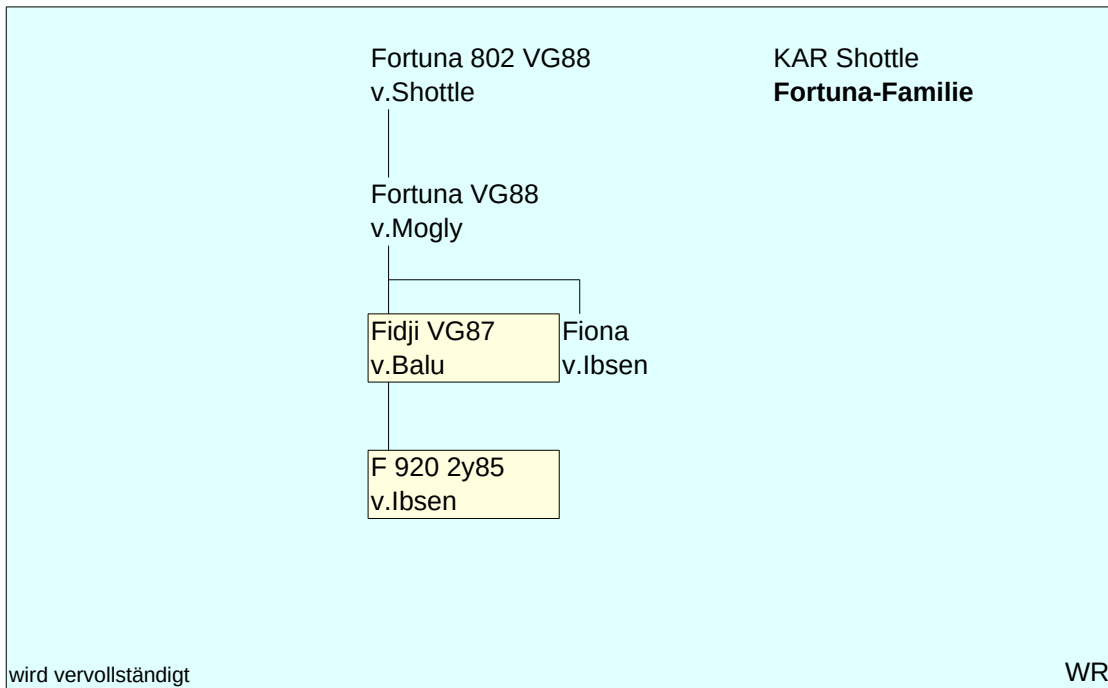 Fortuna 802 VG88
v.Shottle
KAR Shottle
Fortuna-Familie
Fortuna VG88
v.Mogly
Fidji VG87
v.Balu
Fiona
v.Ibsen
F 920 2y85
v.Ibsen
wird vervollständigt
WR